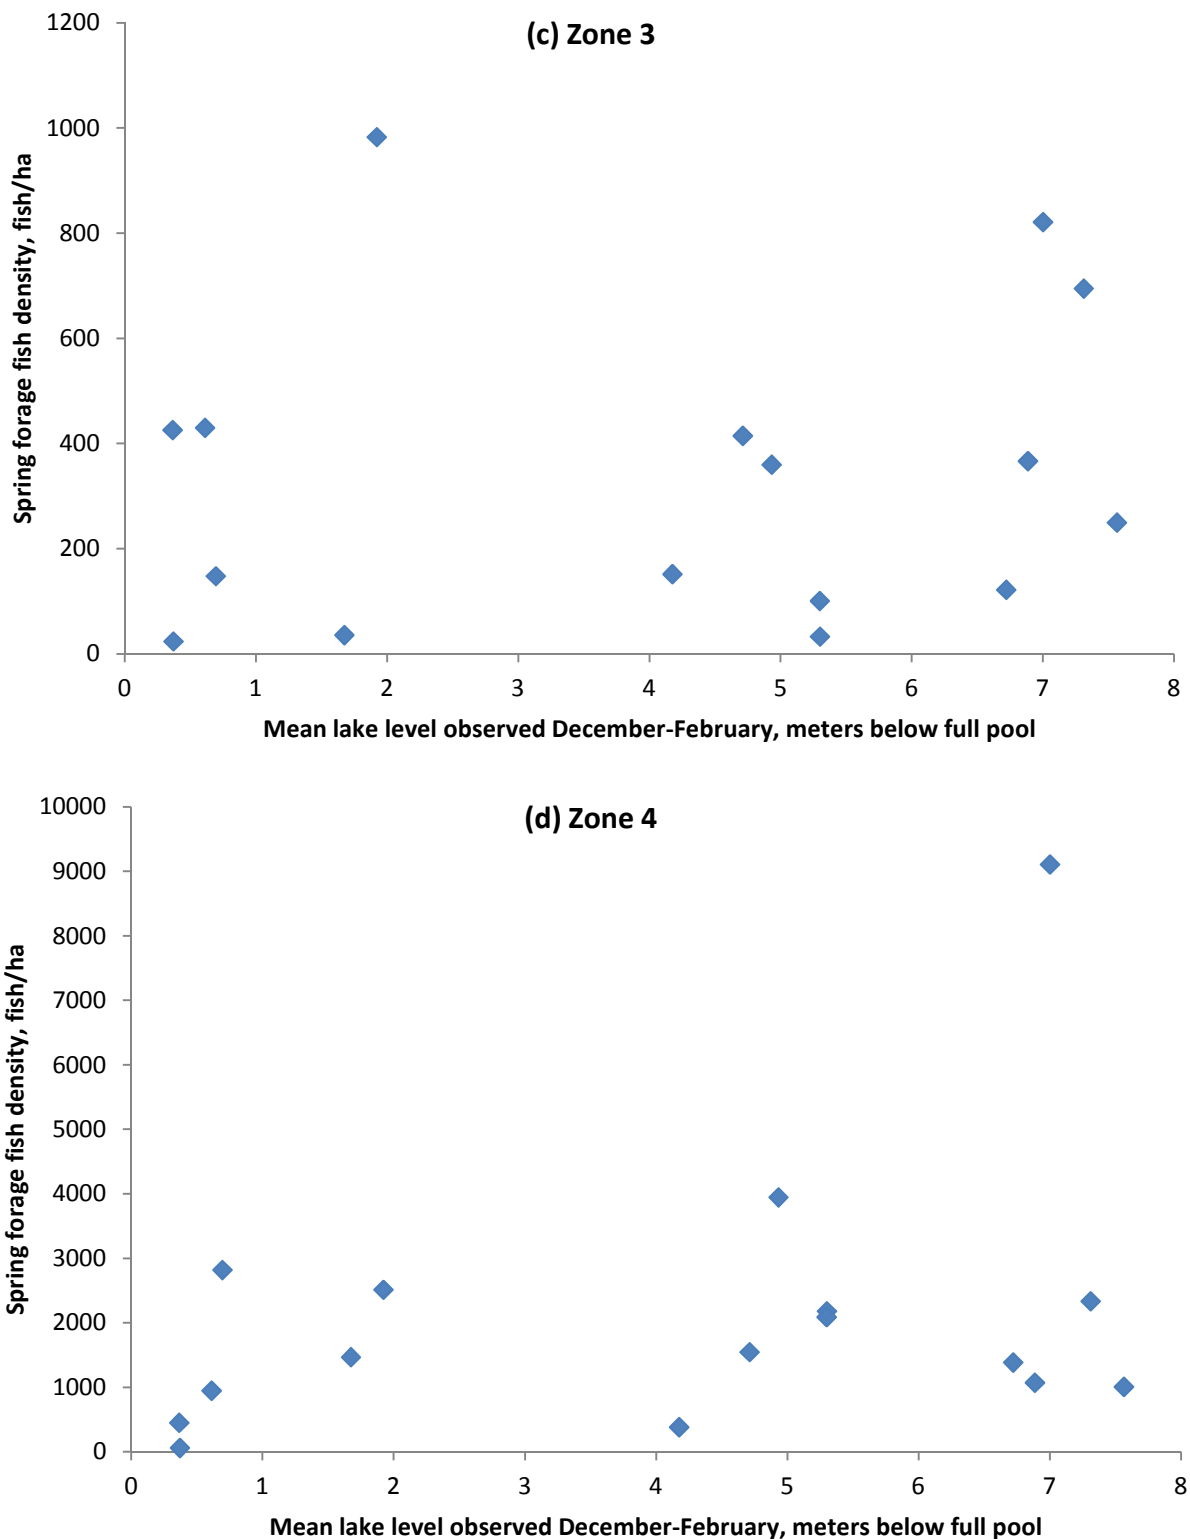 (c) Zone 3
1200
1000
800
600
400
200
0
Spring forage fish density, fish/ha
0 1 2 3 4 5 6 7 8
Mean lake level observed December-February, meters below full pool
(d) Zone 4
10000
9000
8000
7000
6000
5000
4000
3000
2000
1000
0
Spring forage fish density, fish/ha
0 1 2 3 4 5 6 7 8
Mean lake level observed December-February, meters below full pool